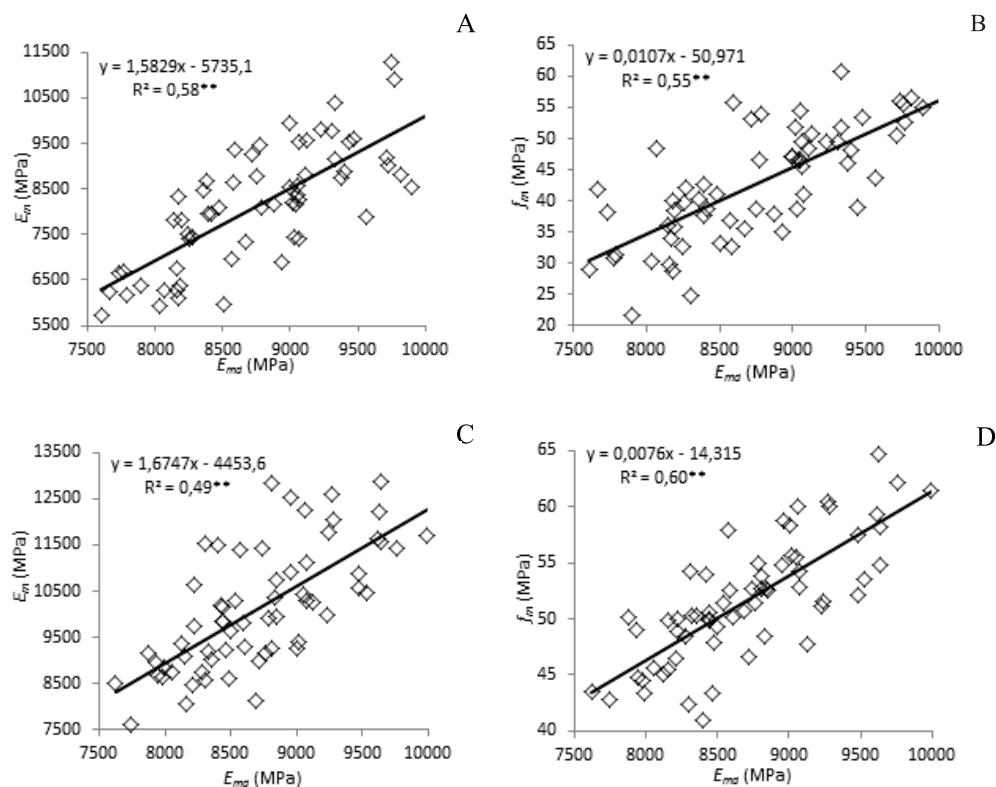 A
11500
10500
9500
8500
7500
6500
5500
E_m (MPa)
y = 1,5829x - 5735,1
R² = 0,58**
7500 8000 8500 9000 9500 10000
E_md (MPa)
B
65
60
55
50
45
40
35
30
25
20
f_m (MPa)
y = 0,0107x - 50,971
R² = 0,55**
7500 8000 8500 9000 9500 10000
E_md (MPa)
C
13500
12500
11500
10500
9500
8500
7500
E_m (MPa)
y = 1,6747x - 4453,6
R² = 0,49**
7500 8000 8500 9000 9500 10000
E_md (MPa)
D
65
60
55
50
45
40
f_m (MPa)
y = 0,0076x - 14,315
R² = 0,60**
7500 8000 8500 9000 9500 10000
E_md (MPa)